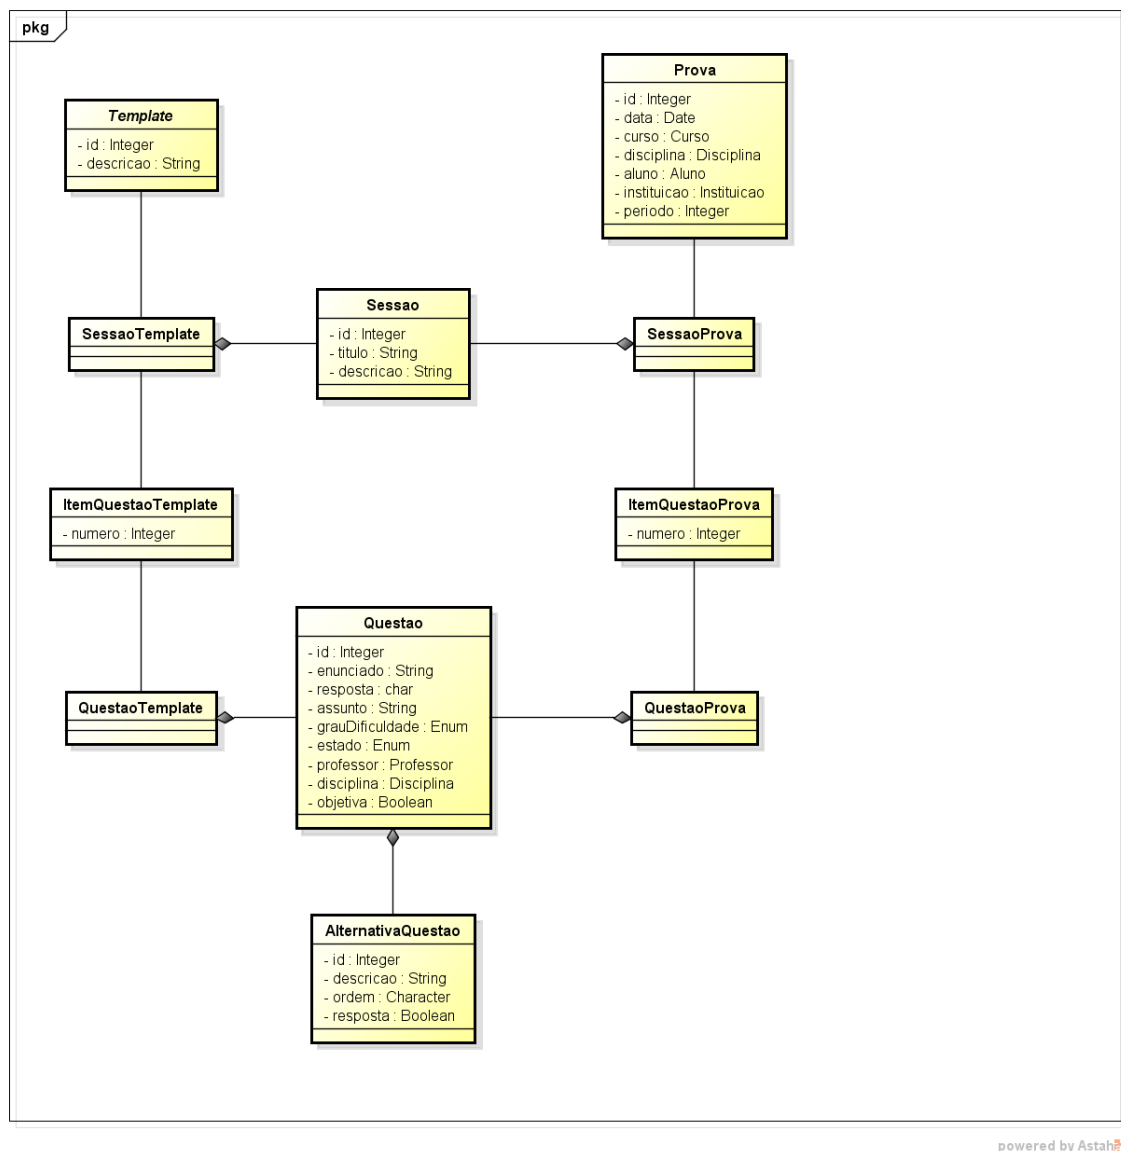 pkg
Prova
- id : Integer
- data : Date
- curso : Curso
- disciplina : Disciplina
- aluno : Aluno
- instituicao : Instituicao
- periodo : Integer
Template
- id : Integer
- descricao : String
SessaoTemplate
Sessao
- id : Integer
- titulo : String
- descricao : String
SessaoProva
ItemQuestaoTemplate
- numero : Integer
ItemQuestaoProva
- numero : Integer
QuestaoTemplate
Questao
- id : Integer
- enunciado : String
- resposta : char
- assunto : String
- grauDificuldade : Enum
- estado : Enum
- professor : Professor
- disciplina : Disciplina
- objetiva : Boolean
QuestaoProva
AlternativaQuestao
- id : Integer
- descricao : String
- ordem : Character
- resposta : Boolean
powered by Astah